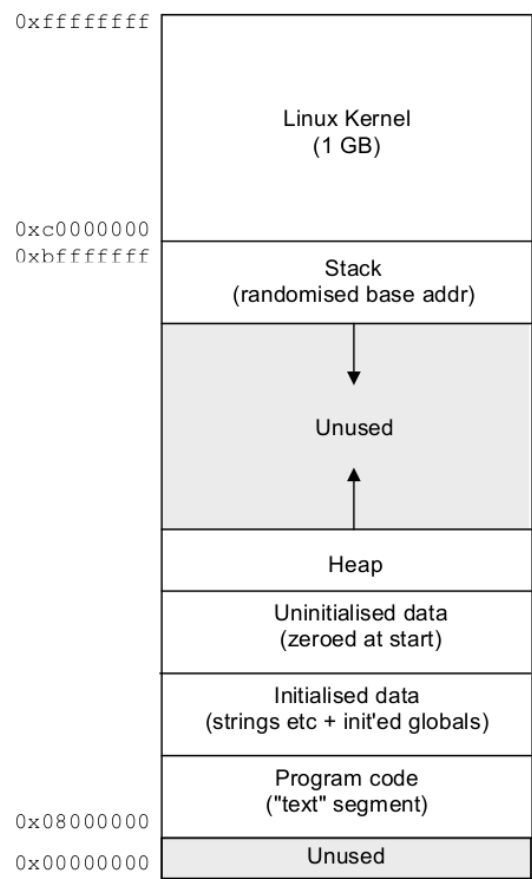 0xffffffff
Linux Kernel
(1 GB)
0xc0000000
0xbfffffff
Stack
(randomised base addr)
Unused
Heap
Uninitialised data
(zeroed at start)
Initialised data
(strings etc + init'ed globals)
Program code
("text" segment)
0x08000000
Unused
0x00000000